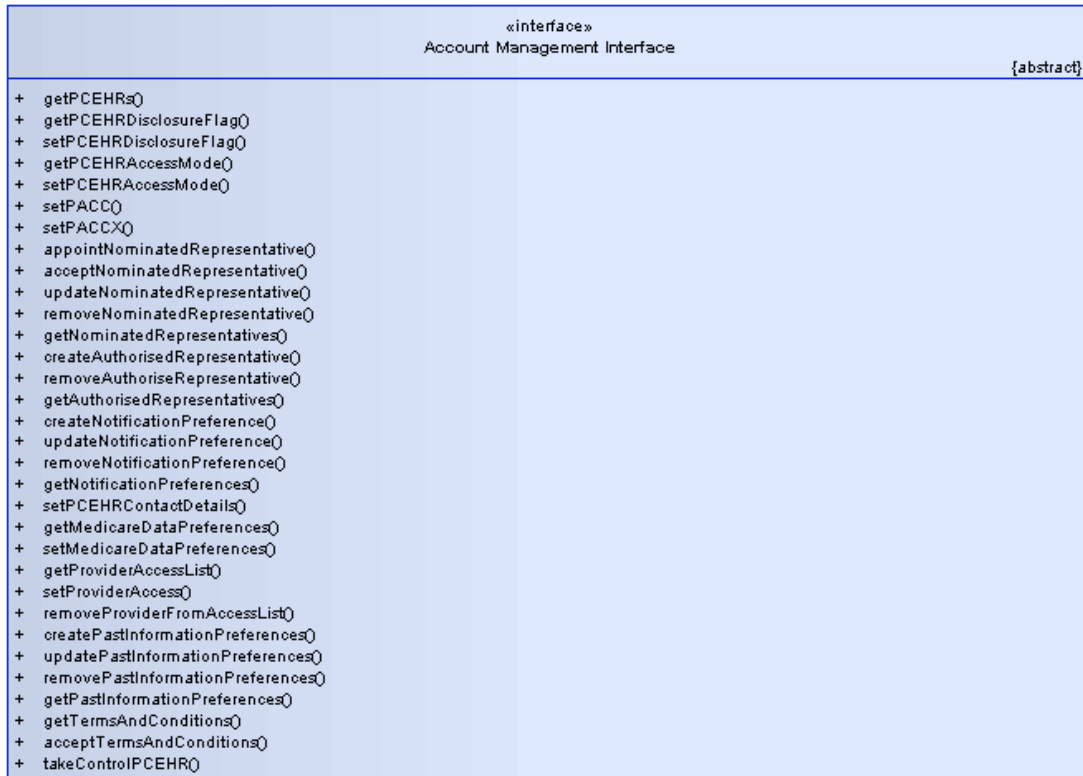 «interface»
Account Management Interface
{abstract}
+ getPCEHRs()
+ getPCEHRDisclosureFlag()
+ setPCEHRDisclosureFlag()
+ getPCEHRAccessMode()
+ setPCEHRAccessMode()
+ setPACC()
+ setPACCX()
+ appointNominatedRepresentative()
+ acceptNominatedRepresentative()
+ updateNominatedRepresentative()
+ removeNominatedRepresentative()
+ getNominatedRepresentatives()
+ createAuthorisedRepresentative()
+ removeAuthoriseRepresentative()
+ getAuthorisedRepresentatives()
+ createNotificationPreference()
+ updateNotificationPreference()
+ removeNotificationPreference()
+ getNotificationPreferences()
+ setPCEHRContactDetails()
+ getMedicareDataPreferences()
+ setMedicareDataPreferences()
+ getProviderAccessList()
+ setProviderAccess()
+ removeProviderFromAccessList()
+ createPastInformationPreferences()
+ updatePastInformationPreferences()
+ removePastInformationPreferences()
+ getPastInformationPreferences()
+ getTermsAndConditions()
+ acceptTermsAndConditions()
+ takeControlPCEHR()